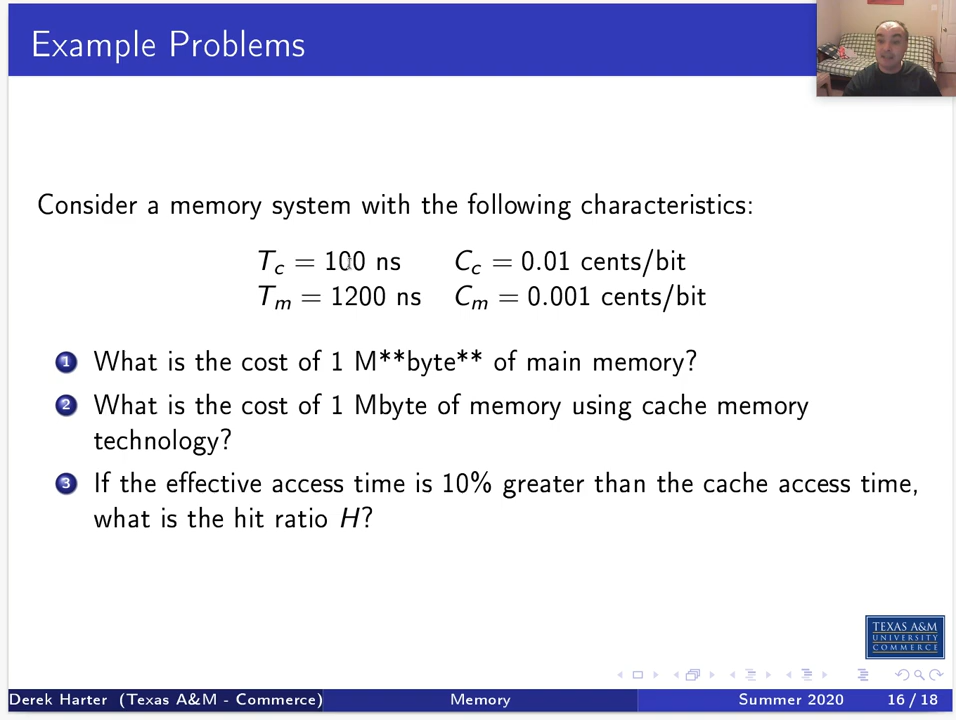 Example Problems
Consider a memory system with the following characteristics:
T_c = 100 ns C_c = 0.01 cents/bit
T_m = 1200 ns C_m = 0.001 cents/bit
1 What is the cost of 1 M**byte** of main memory?
2 What is the cost of 1 Mbyte of memory using cache memory
technology?
3 If the effective access time is 10% greater than the cache access time,
what is the hit ratio H?
TEXAS A&M
UNIVERSITY
COMMERCE
Derek Harter (Texas A&M - Commerce) Memory Summer 2020 16 / 18